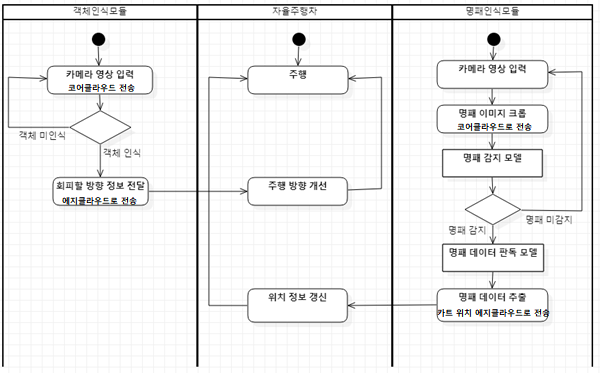 객체인식모듈
자율주행차
명패인식모듈
카메라 영상 입력
코어클라우드 전송
객체 미인식
객체 인식
회피할 방향 정보 전달
에지클라우드로 전송
주행
주행 방향 개선
위치 정보 갱신
카메라 영상 입력
명패 이미지 크롭
코어클라우드로 전송
명패 감지 모델
명패 미감지
명패 감지
명패 데이터 판독 모델
명패 데이터 추출
카트 위치 에지클라우드로 전송